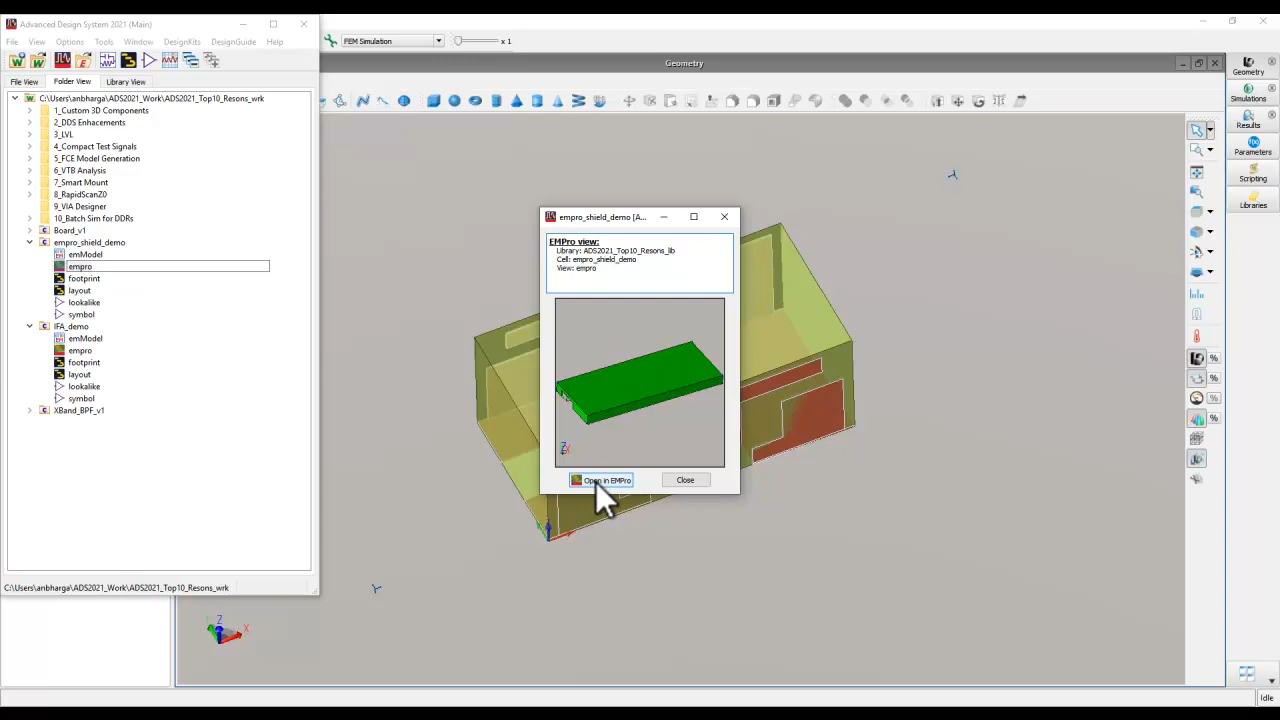 Advanced Design System 2021 (Main)
File View Options Tools Window DesignKits DesignGuide Help
FEM Simulation
x 1
File View Folder View Library View
Geometry
C:\Users\anbharga\ADS2021_Work\ADS2021_Top10_Resons_wrk
1_Custom 3D Components
2_DDS Enhacements
3_LVL
4_Compact Test Signals
5_FCE Model Generation
6_VTB Analysis
7_Smart Mount
8_RapidScanZ0
9_VIA Designer
10_Batch Sim for DDRs
Board_v1
empro_shield_demo
emModel
empro
footprint
layout
lookalike
symbol
IFA_demo
emModel
empro
footprint
layout
lookalike
symbol
XBand_BPF_v1
C:\Users\anbharga\ADS2021_Work\ADS2021_Top10_Resons_wrk
empro_shield_demo [A...
EMPro view:
Library: ADS2021_Top10_Resons_lib
Cell: empro_shield_demo
View: empro
Z
X
Open in EMPro
Close
Z
X
Geometry
Simulations
Results
Parameters
Scripting
Libraries
%
%
%
%
Idle